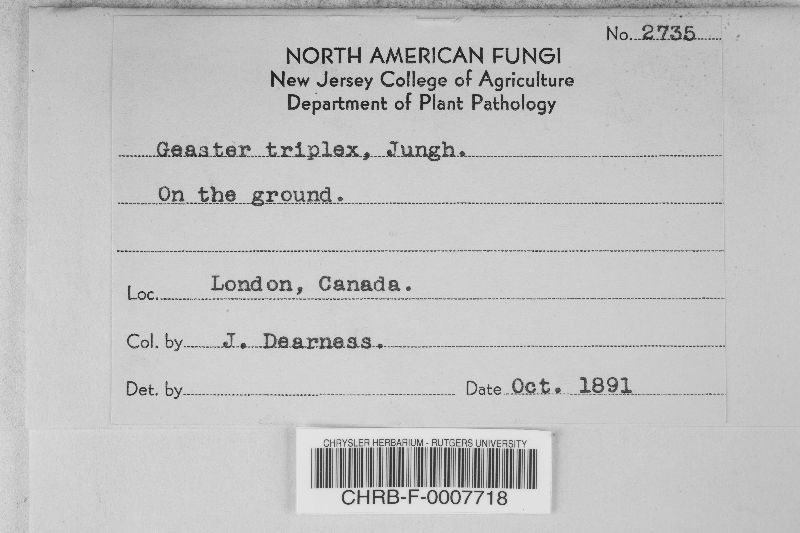 No. 2735
NORTH AMERICAN FUNGI
New Jersey College of Agriculture
Department of Plant Pathology
Geaster triplex, Jungh.
On the ground.
Loc. London, Canada.
Col. by J. Dearness.
Det. by Date Oct. 1891
CHRYSLER HERBARIUM - RUTGERS UNIVERSITY
CHRB-F-0007718